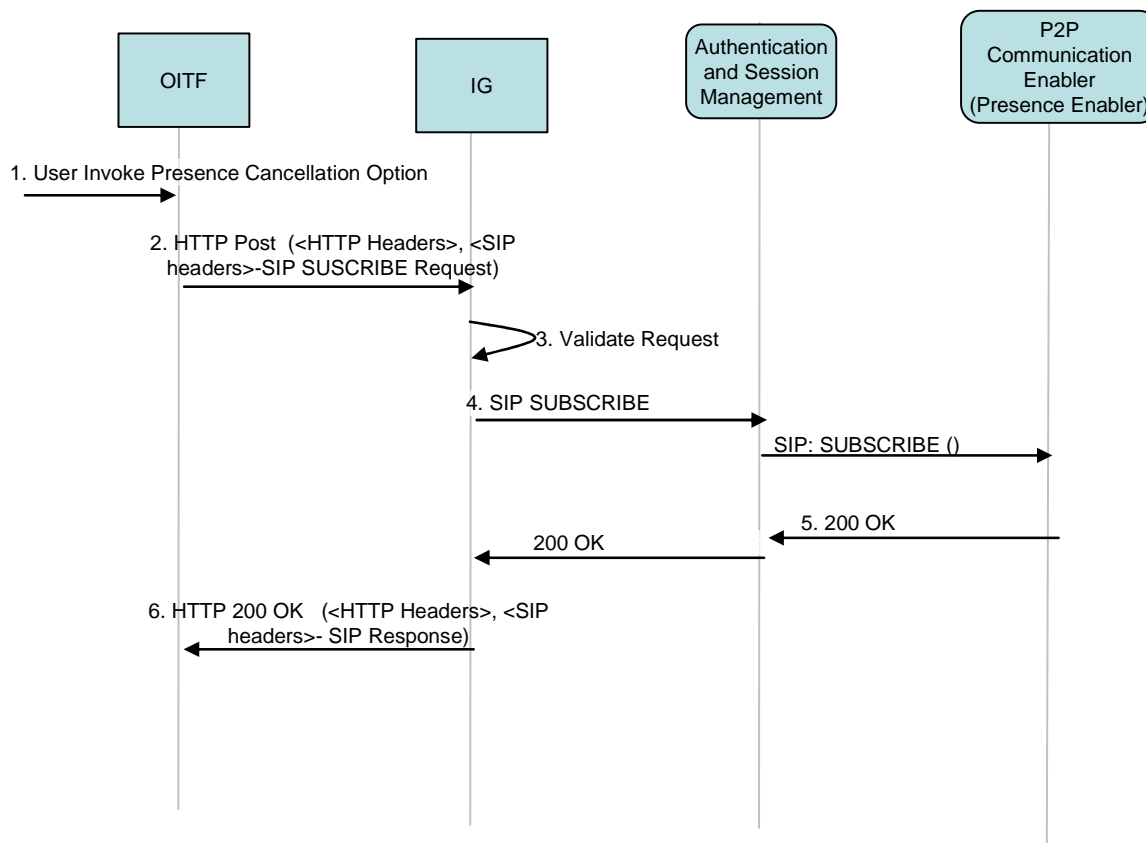 OITF
IG
Authentication
and Session
Management
P2P
Communication
Enabler
(Presence Enabler)
1. User Invoke Presence Cancellation Option
2. HTTP Post  (<HTTP Headers>, <SIP
headers>-SIP SUSCRIBE Request)
3. Validate Request
4. SIP SUBSCRIBE
SIP: SUBSCRIBE ()
5. 200 OK
200 OK
6. HTTP 200 OK   (<HTTP Headers>, <SIP
headers>- SIP Response)